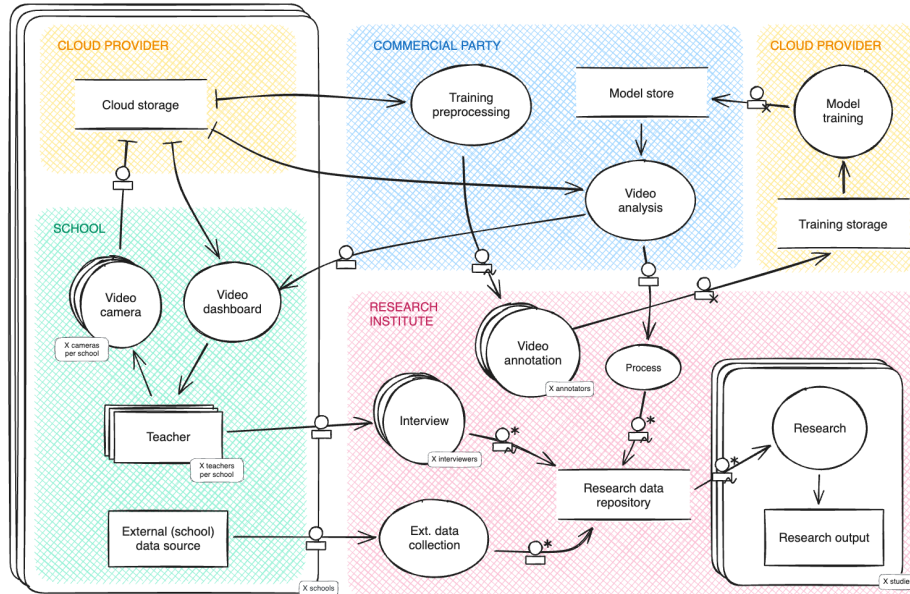 CLOUD PROVIDER
Cloud storage
COMMERCIAL PARTY
Training
preprocessing
Model store
Video
analysis
CLOUD PROVIDER
Model
training
Training storage
SCHOOL
Video
camera
X cameras
per school
Video
dashboard
Teacher
X teachers
per school
External (school)
data source
X schools
RESEARCH
INSTITUTE
Video
annotation
X annotators
Process
Interview
X interviewers
*
*
Research data
repository
*
Ext. data
collection
*
Research
Research output
X studie